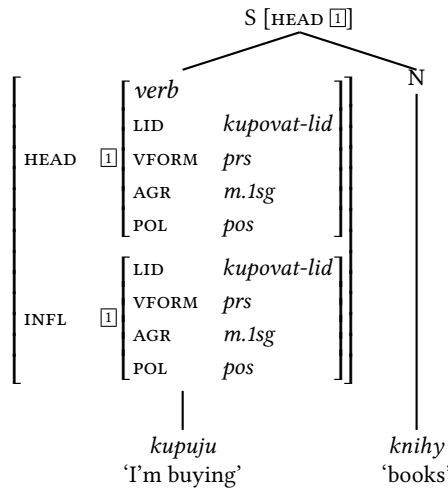 S [HEAD 1]
N
verb
LID kupovat-lid
HEAD 1 VFORM prs
AGR m.1sg
POL pos
LID kupovat-lid
VFORM prs
INFL 1
AGR m.1sg
POL pos
kupuju knihy
‘I'm buying’ ‘books’